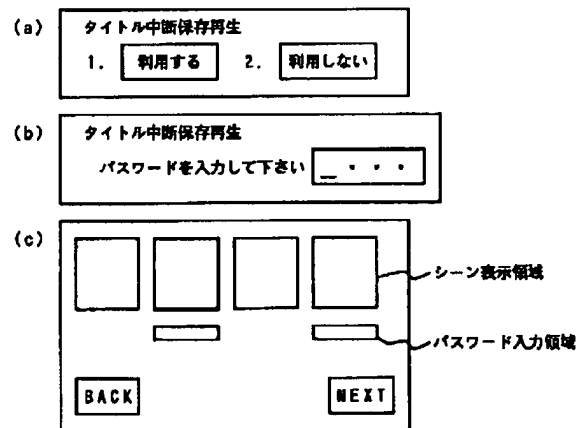 (a) タイトル中断保存再生
1. 利用する 2. 利用しない
(b) タイトル中断保存再生
パスワードを入力して下さい _・・・
(c)
シーン表示領域
パスワード入力領域
BACK NEXT